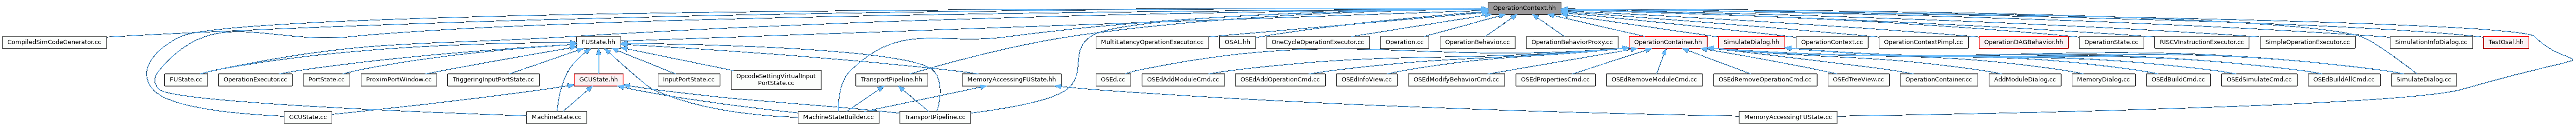 OperationContext.hh
CompiledSimCodeGenerator.cc
FUState.hh
MultiLatencyOperationExecutor.cc
OSAL.hh
OneCycleOperationExecutor.cc
Operation.cc
OperationBehavior.cc
OperationBehaviorProxy.cc
OperationContainer.hh
SimulateDialog.hh
OperationContext.cc
OperationContextPimpl.cc
OperationDAGBehavior.hh
OperationState.cc
RISCVInstructionExecutor.cc
SimpleOperationExecutor.cc
SimulationInfoDialog.cc
TestOsal.hh
FUState.cc
OperationExecutor.cc
PortState.cc
ProximPortWindow.cc
TriggeringInputPortState.cc
GCUState.hh
InputPortState.cc
OpcodeSettingVirtualInput
PortState.cc
TransportPipeline.hh
MemoryAccessingFUState.hh
OSEd.cc
OSEdAddModuleCmd.cc
OSEdAddOperationCmd.cc
OSEdInfoView.cc
OSEdModifyBehaviorCmd.cc
OSEdPropertiesCmd.cc
OSEdRemoveModuleCmd.cc
OSEdRemoveOperationCmd.cc
OSEdTreeView.cc
OperationContainer.cc
AddModuleDialog.cc
MemoryDialog.cc
OSEdBuildCmd.cc
OSEdSimulateCmd.cc
OSEdBuildAllCmd.cc
SimulateDialog.cc
GCUState.cc
MachineState.cc
MachineStateBuilder.cc
TransportPipeline.cc
MemoryAccessingFUState.cc